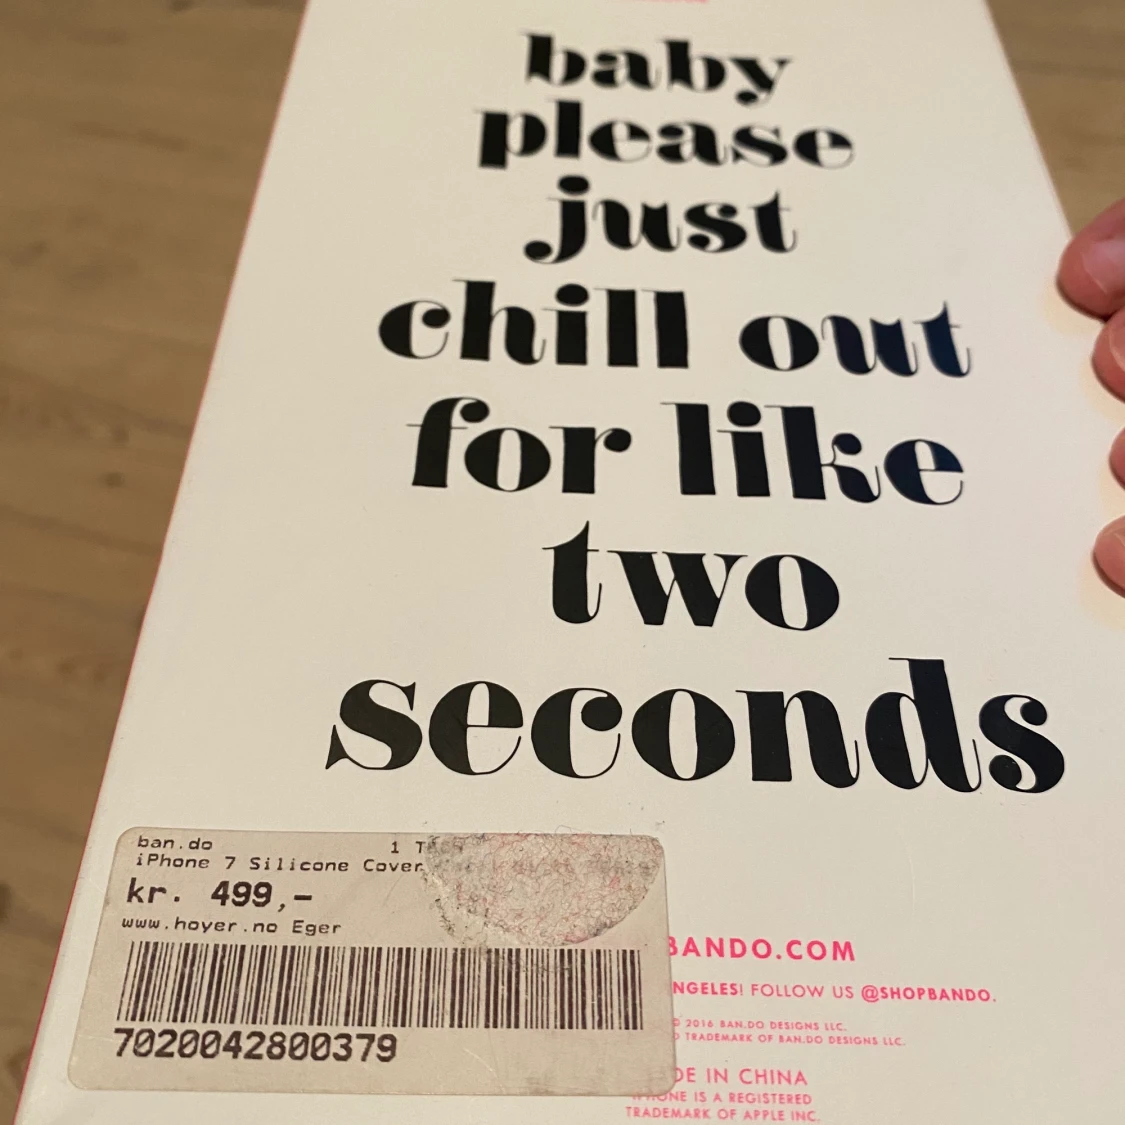 baby
please
just
chill out
for like
two
seconds
ban.do 1
iPhone 7 Silicone Cover
kr. 499,-
www.hoyer.no Eger
7020042800379
BANDO.COM
NGELES! FOLLOW US @SHOPBANDO.
© 2016 BAN.DO DESIGNS LLC.
TRADEMARK OF BAN.DO DESIGNS LLC.
DE IN CHINA
IPHONE IS A REGISTERED
TRADEMARK OF APPLE INC.